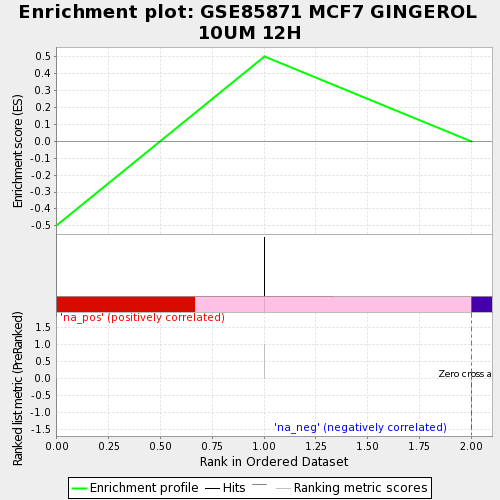 Enrichment plot: GSE85871 MCF7 GINGEROL
10UM 12H
Enrichment score (ES)
0.5
0.4
0.3
0.2
0.1
0.0
-0.1
-0.2
-0.3
-0.4
-0.5
'na_pos' (positively correlated)
Ranked list metric (PreRanked)
1.5
1.0
0.5
0.0
-0.5
-1.0
-1.5
Zero cross a
'na_neg' (negatively correlated)
0.00 0.25 0.50 0.75 1.00 1.25 1.50 1.75 2.00
Rank in Ordered Dataset
Enrichment profile Hits Ranking metric scores